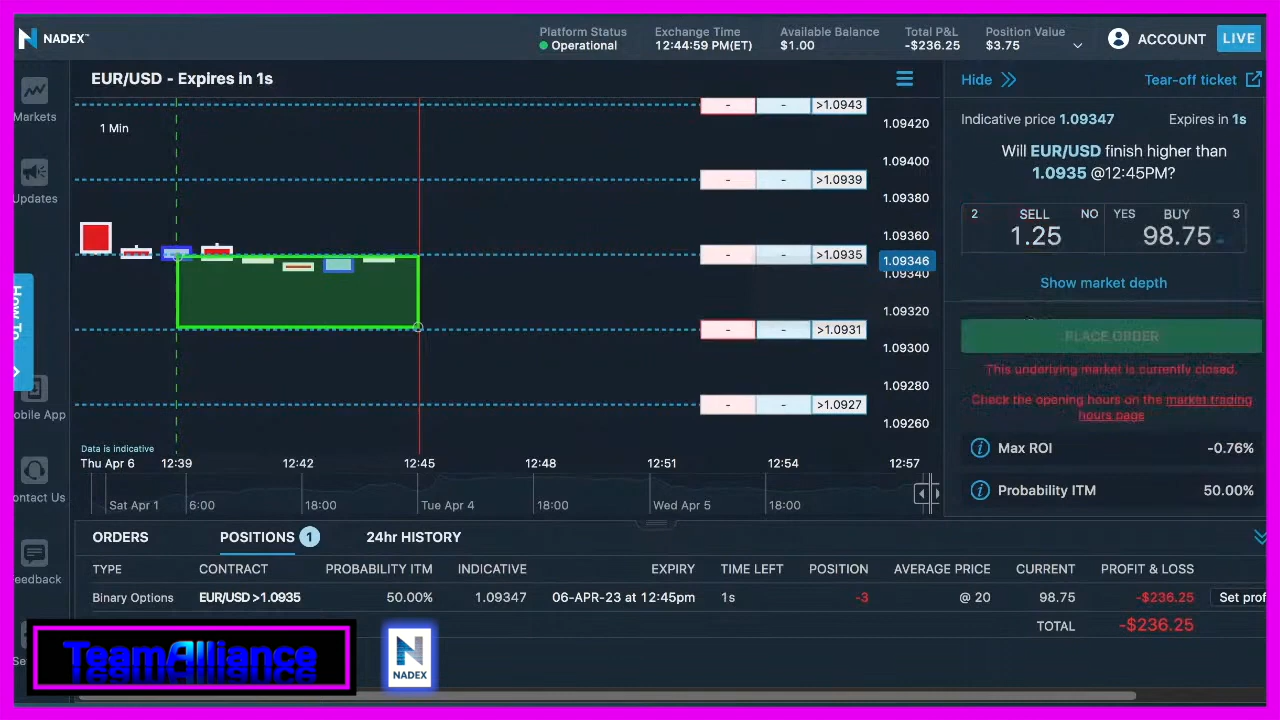 NADEX™
Platform Status
Operational
Exchange Time
12:44:59 PM(ET)
Available Balance
$1.00
Total P&L
-$236.25
Position Value
$3.75
ACCOUNT
LIVE
Markets
Updates
How To
obile App
ontact Us
eedback
Se
EUR/USD - Expires in 1s
1 Min
>1.0943
>1.0939
>1.0935
>1.0931
>1.0927
1.09420
1.09400
1.09380
1.09360
1.09346
1.09340
1.09320
1.09300
1.09280
1.09260
Data is indicative
Thu Apr 6 12:39 12:42 12:45 12:48 12:51 12:54 12:57
Sat Apr 1 6:00 18:00 Tue Apr 4 18:00 Wed Apr 5 18:00
Hide
Tear-off ticket
Indicative price 1.09347 Expires in 1s
Will EUR/USD finish higher than
1.0935 @12:45PM?
2 SELL NO YES BUY 3
1.25 98.75
Show market depth
PLACE ORDER
This underlying market is currently closed.
Check the opening hours on the market trading
hours page
Max ROI -0.76%
Probability ITM 50.00%
ORDERS POSITIONS 1 24hr HISTORY
TYPE CONTRACT PROBABILITY ITM INDICATIVE EXPIRY TIME LEFT POSITION AVERAGE PRICE CURRENT PROFIT & LOSS
Binary Options EUR/USD >1.0935 50.00% 1.09347 06-APR-23 at 12:45pm 1s -3 @ 20 98.75 -$236.25 Set prof
TOTAL -$236.25
TeamAlliance
NADEX